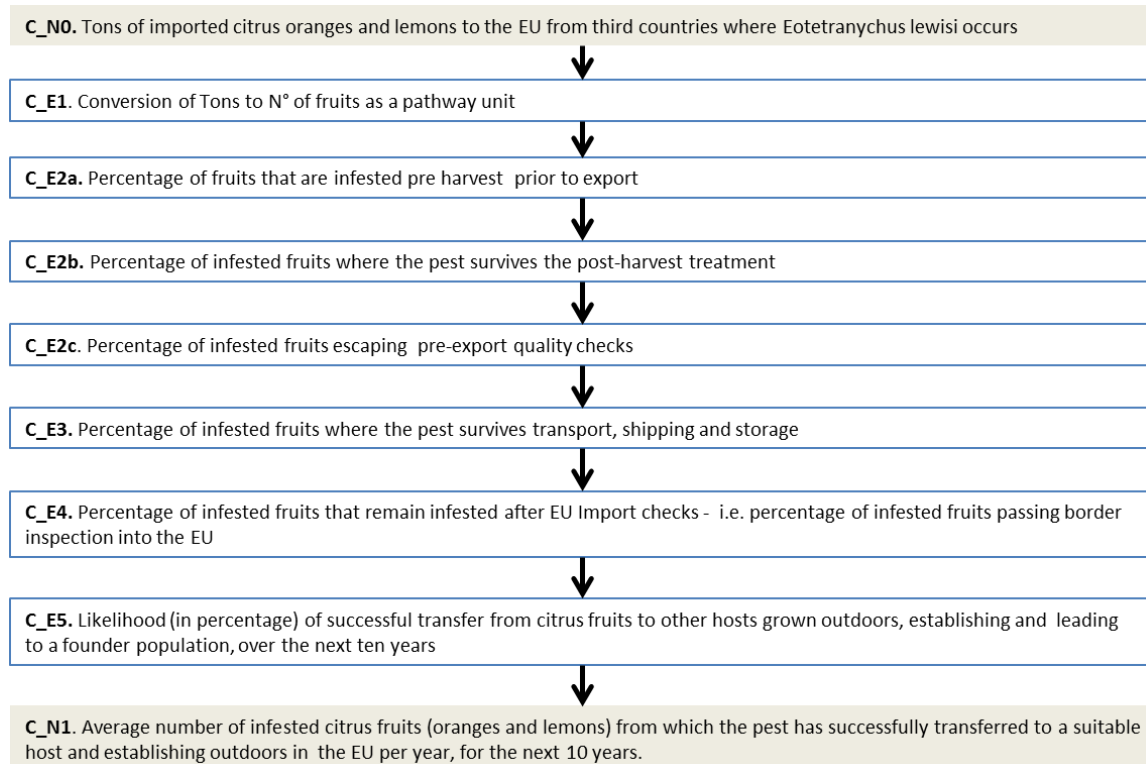 C_N0. Tons of imported citrus oranges and lemons to the EU from third countries where Eotetranychus lewisi occurs
C_E1. Conversion of Tons to N° of fruits as a pathway unit
C_E2a. Percentage of fruits that are infested pre harvest prior to export
C_E2b. Percentage of infested fruits where the pest survives the post-harvest treatment
C_E2c. Percentage of infested fruits escaping pre-export quality checks
C_E3. Percentage of infested fruits where the pest survives transport, shipping and storage
C_E4. Percentage of infested fruits that remain infested after EU Import checks - i.e. percentage of infested fruits passing border
inspection into the EU
C_E5. Likelihood (in percentage) of successful transfer from citrus fruits to other hosts grown outdoors, establishing and leading
to a founder population, over the next ten years
C_N1. Average number of infested citrus fruits (oranges and lemons) from which the pest has successfully transferred to a suitable
host and establishing outdoors in the EU per year, for the next 10 years.